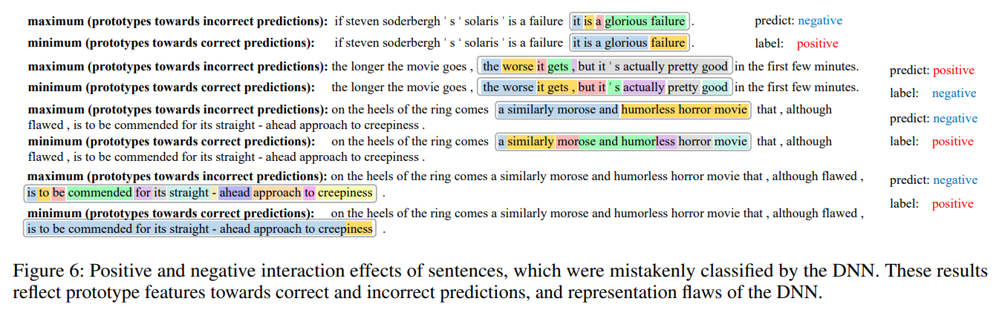 maximum (prototypes towards incorrect predictions): if steven soderbergh ' s ‘ solaris ’ is a failure it is a glorious failure . predict: negative
minimum (prototypes towards correct predictions): if steven soderbergh ' s ‘ solaris ’ is a failure it is a glorious failure . label: positive
maximum (prototypes towards incorrect predictions): the longer the movie goes , the worse it gets , but it ' s actually pretty good in the first few minutes. predict: positive
minimum (prototypes towards correct predictions): the longer the movie goes , the worse it gets , but it ' s actually pretty good in the first few minutes. label: negative
maximum (prototypes towards incorrect predictions): on the heels of the ring comes a similarly morose and humorless horror movie that , although predict: negative
flawed , is to be commended for its straight - ahead approach to creepiness .
minimum (prototypes towards correct predictions): on the heels of the ring comes a similarly morose and humorless horror movie that , although label: positive
flawed , is to be commended for its straight - ahead approach to creepiness .
maximum (prototypes towards incorrect predictions): on the heels of the ring comes a similarly morose and humorless horror movie that , although flawed , predict: negative
is to be commended for its straight - ahead approach to creepiness .
label: positive
minimum (prototypes towards correct predictions): on the heels of the ring comes a similarly morose and humorless horror movie that , although flawed ,
is to be commended for its straight - ahead approach to creepiness .
Figure 6: Positive and negative interaction effects of sentences, which were mistakenly classified by the DNN. These results
reflect prototype features towards correct and incorrect predictions, and representation flaws of the DNN.